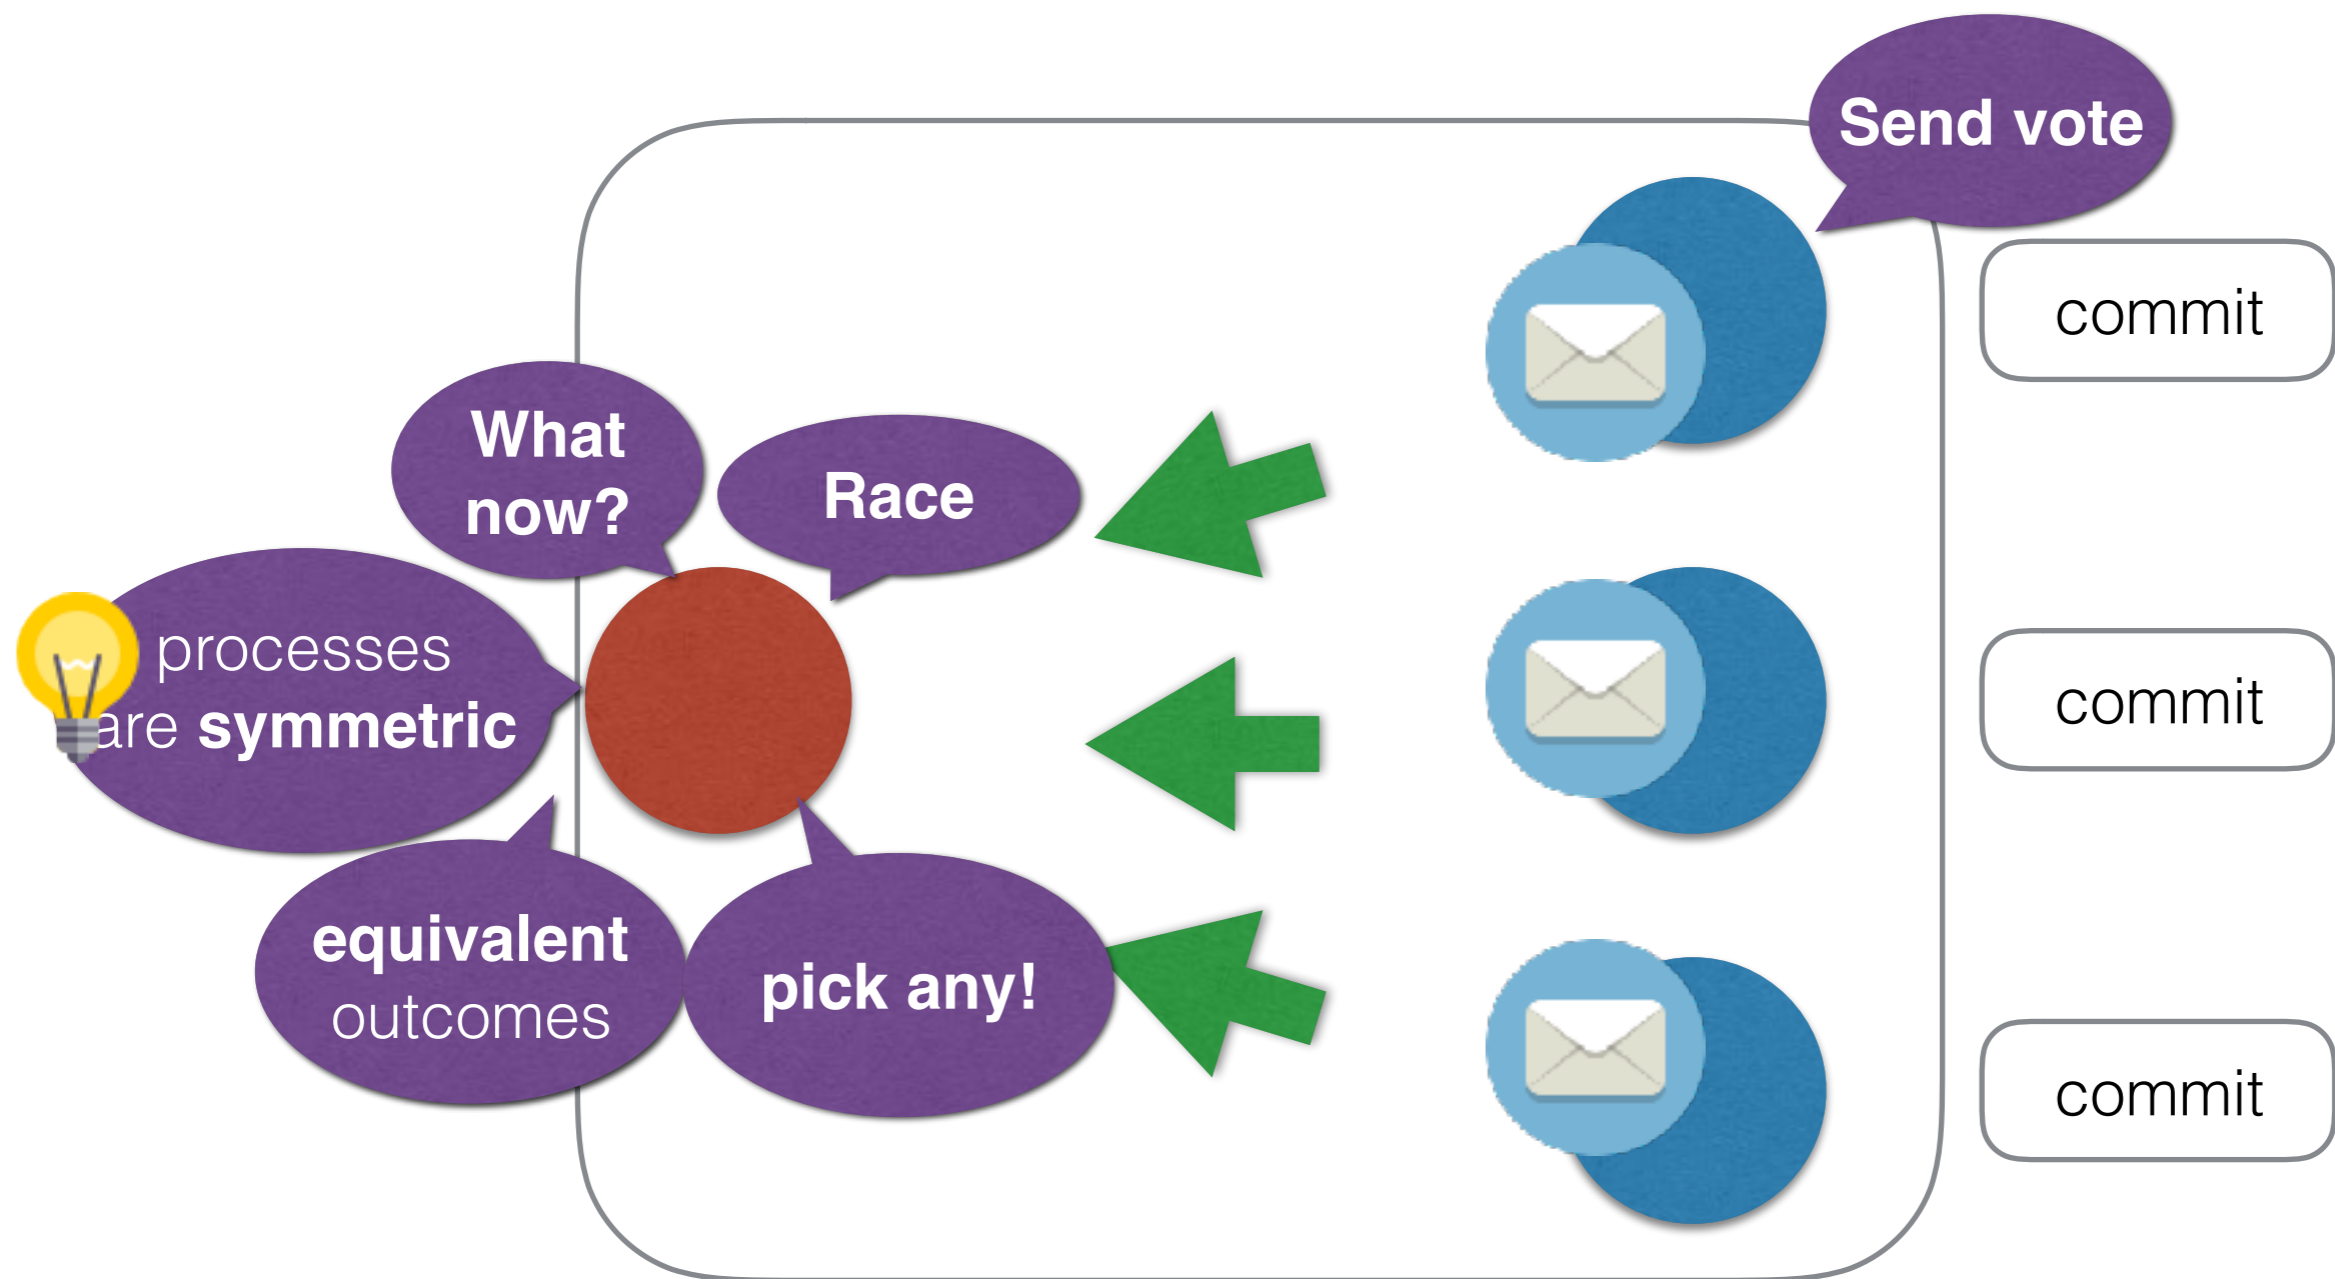 Send vote
commit
What
now?
Race
processes
are symmetric
commit
equivalent
outcomes
pick any!
commit